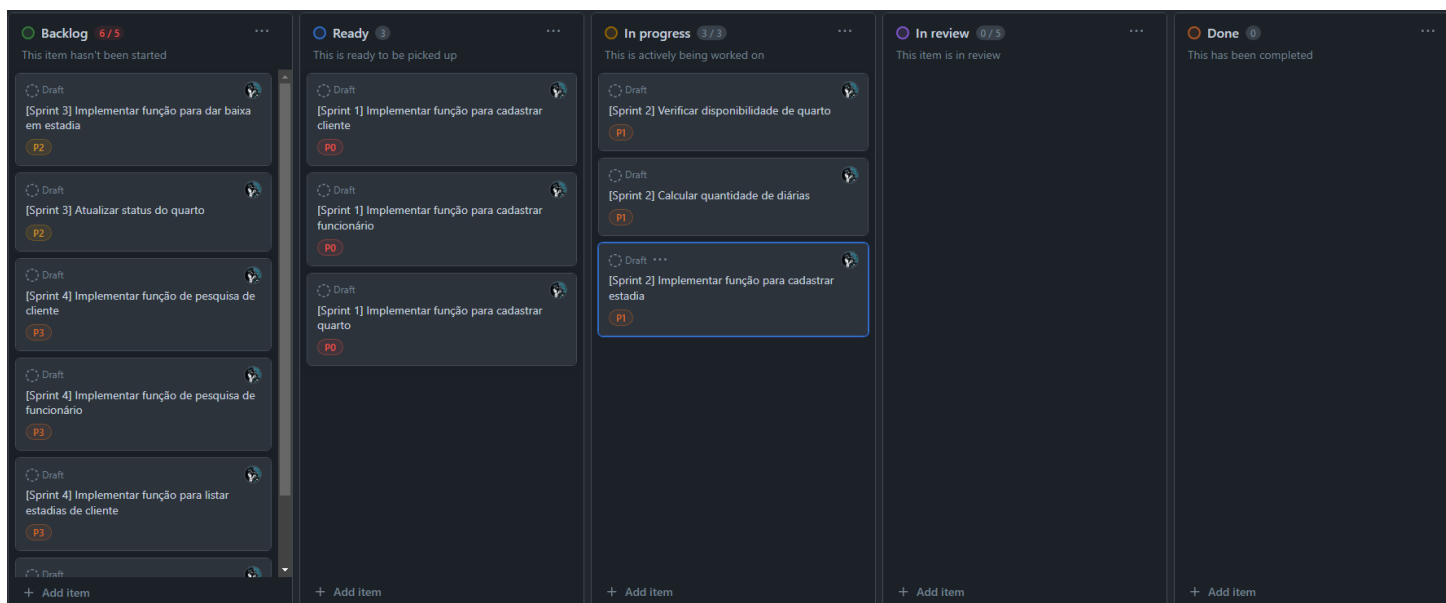 Backlog 6/5 ...
This item hasn't been started
Draft
[Sprint 3] Implementar função para dar baixa
em estadia
P2
Draft
[Sprint 3] Atualizar status do quarto
P2
Draft
[Sprint 4] Implementar função de pesquisa de
cliente
P3
Draft
[Sprint 4] Implementar função de pesquisa de
funcionário
P3
Draft
[Sprint 4] Implementar função para listar
estadias de cliente
P3
Draft
+ Add item
Ready 3 ...
This is ready to be picked up
Draft
[Sprint 1] Implementar função para cadastrar
cliente
P0
Draft
[Sprint 1] Implementar função para cadastrar
funcionário
P0
Draft
[Sprint 1] Implementar função para cadastrar
quarto
P0
+ Add item
In progress 3/3 ...
This is actively being worked on
Draft
[Sprint 2] Verificar disponibilidade de quarto
P1
Draft
[Sprint 2] Calcular quantidade de diárias
P1
Draft ...
[Sprint 2] Implementar função para cadastrar
estadia
P1
+ Add item
In review 0/5 ...
This item is in review
+ Add item
Done 0 ...
This has been completed
+ Add item